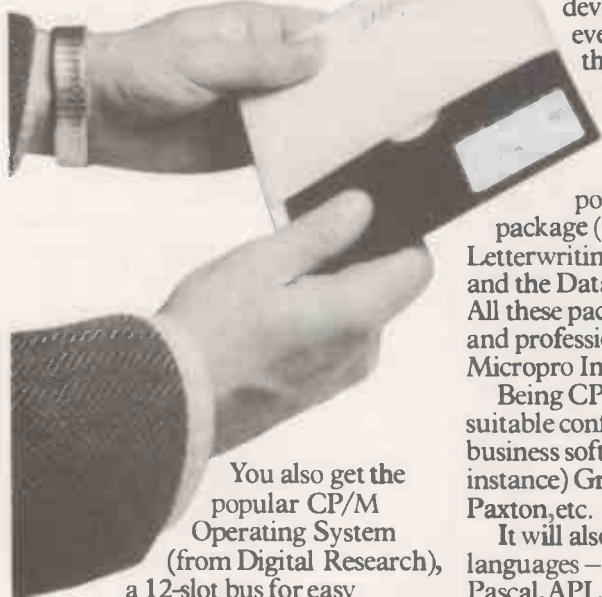 You also get the
popular CP/M
Operating System
(from Digital Research),
a 12-slot bus for easy
dev
eve
th
po
package (
Letterwriting
and the Data
All these pac
and professi
Micropro In
Being CP
suitable conf
business soft
instance) Gr
Paxton, etc.
It will also
languages –
Pascal, APL,